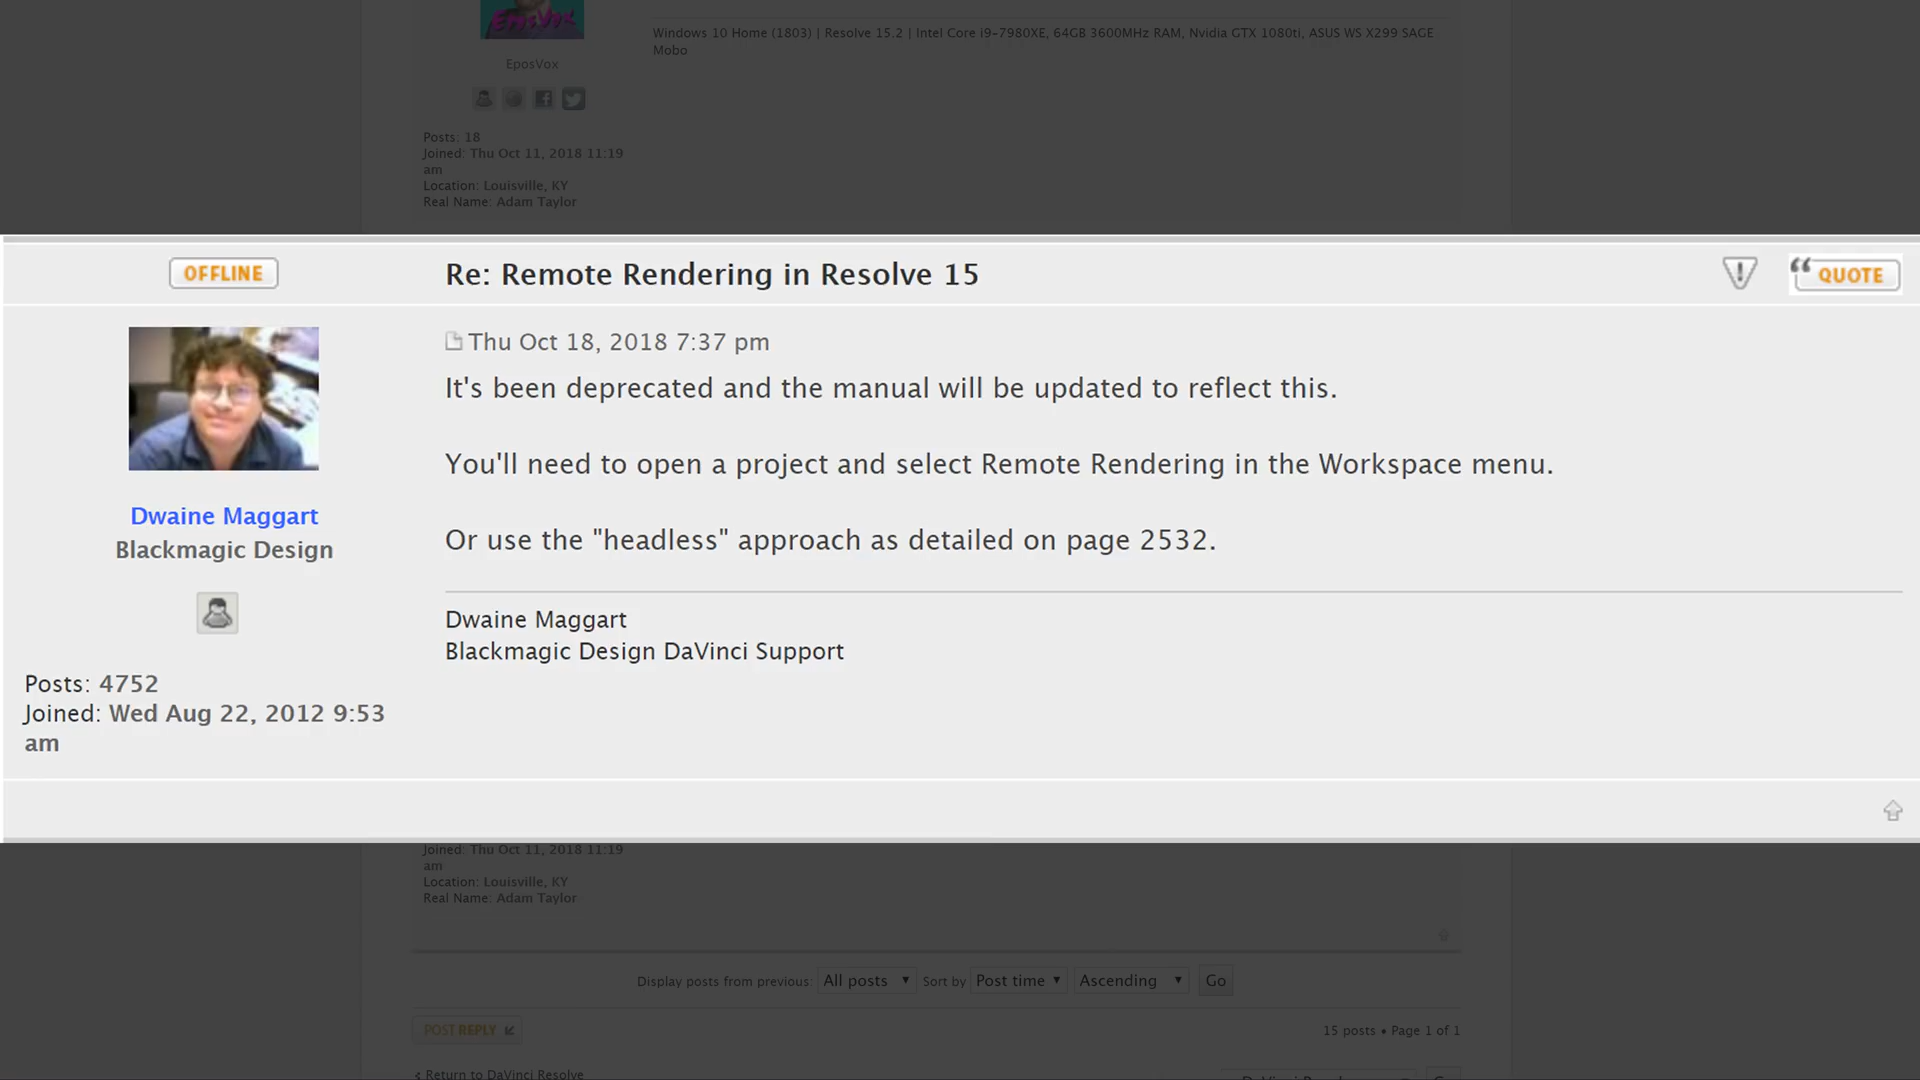 EposVox
Windows 10 Home (1803) | Resolve 15.2 | Intel Core i9-7980XE, 64GB 3600MHz RAM, Nvidia GTX 1080ti, ASUS WS X299 SAGE
Mobo
EposVox
Posts: 18
Joined: Thu Oct 11, 2018 11:19
am
Location: Louisville, KY
Real Name: Adam Taylor
OFFLINE
Re: Remote Rendering in Resolve 15
QUOTE
Thu Oct 18, 2018 7:37 pm
It's been deprecated and the manual will be updated to reflect this.
You'll need to open a project and select Remote Rendering in the Workspace menu.
Or use the "headless" approach as detailed on page 2532.
Dwaine Maggart
Blackmagic Design DaVinci Support
Dwaine Maggart
Blackmagic Design
Posts: 4752
Joined: Wed Aug 22, 2012 9:53
am
Joined: Thu Oct 11, 2018 11:19
am
Location: Louisville, KY
Real Name: Adam Taylor
Display posts from previous: All posts Sort by Post time Ascending Go
POST REPLY
15 posts • Page 1 of 1
Return to DaVinci Resolve